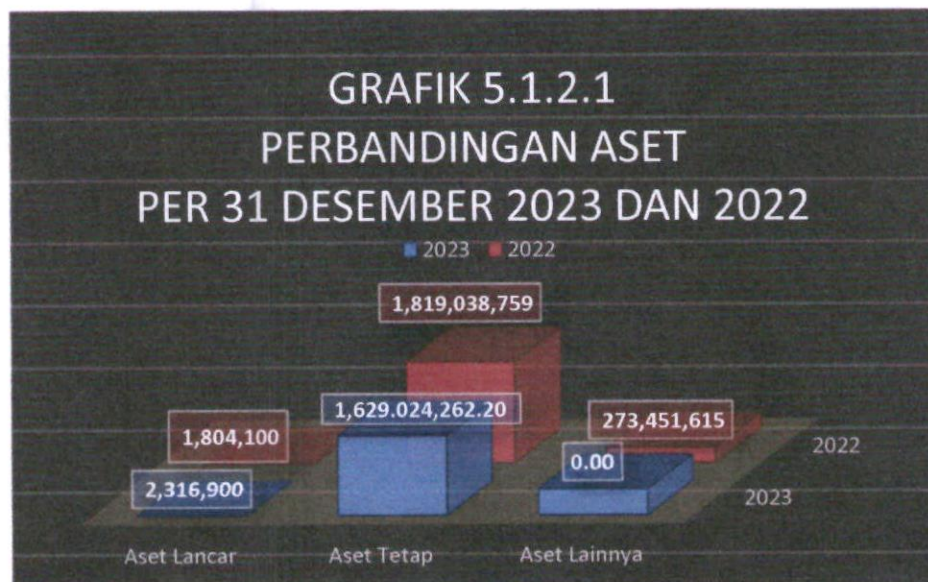 GRAFIK 5.1.2.1
PERBANDINGAN ASET
PER 31 DESEMBER 2023 DAN 2022
2023 2022
1,819,038,759
1,629.024,262.20
273,451,615
1,804,100
0.00
2,316,900
2022
2023
Aset Lancar Aset Tetap Aset Lainnya